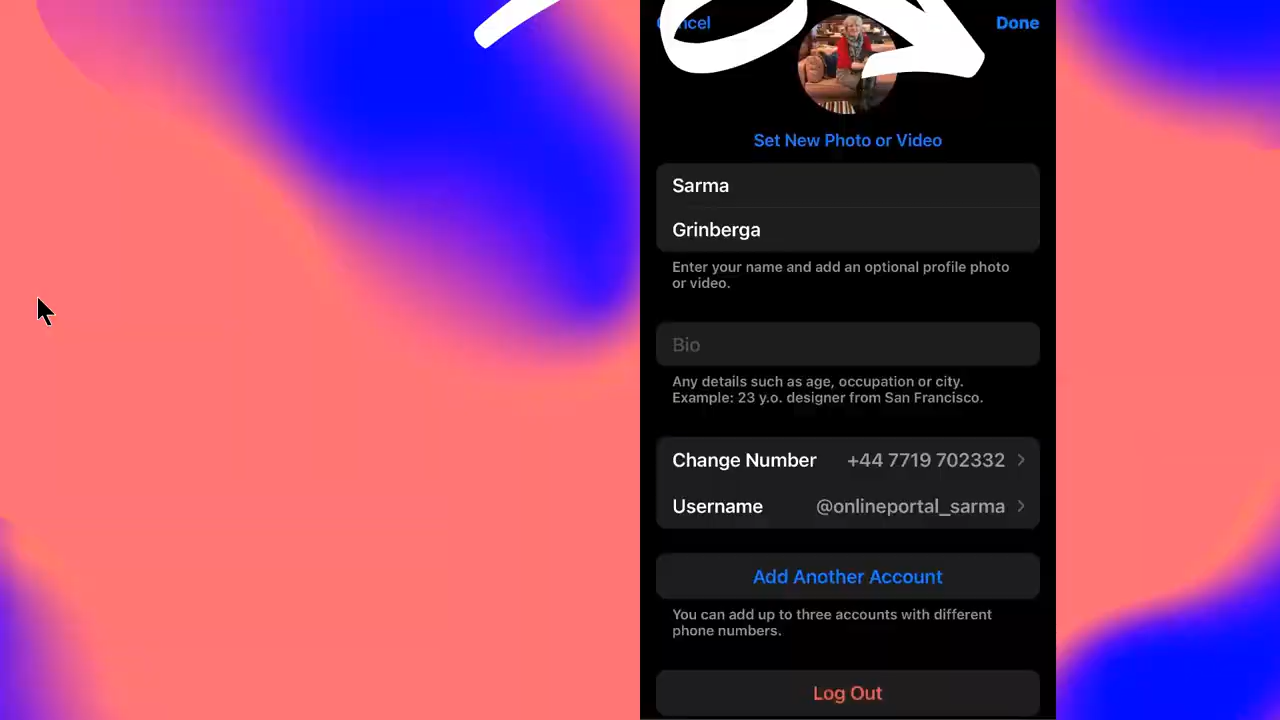 ncel
Done
Set New Photo or Video
Sarma
Grinberga
Enter your name and add an optional profile photo
or video.
Bio
Any details such as age, occupation or city.
Example: 23 y.o. designer from San Francisco.
Change Number +44 7719 702332
Username @onlineportal_sarma
Add Another Account
You can add up to three accounts with different
phone numbers.
Log Out